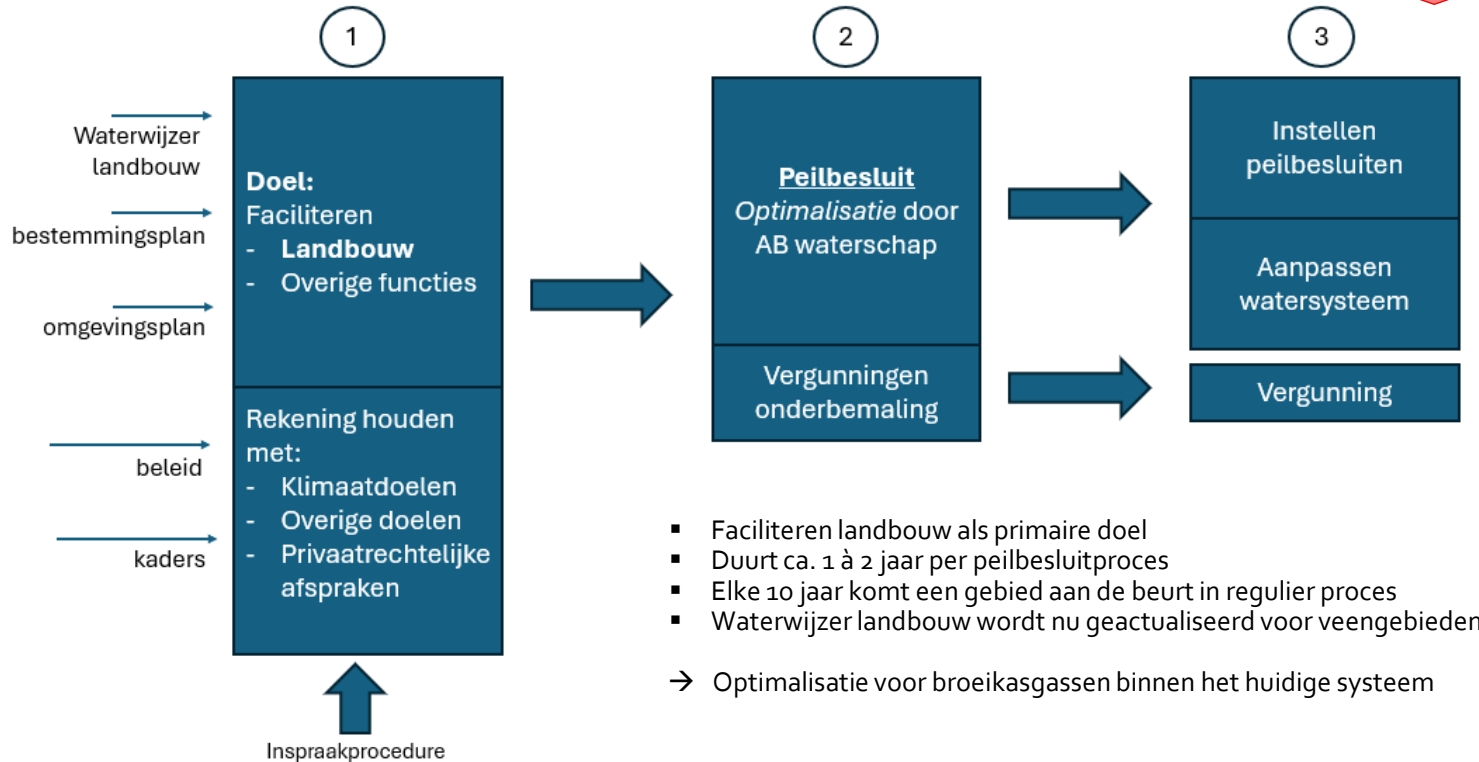 1
2
3
Waterwijzer
landbouw
bestemmingsplan
omgevingsplan
beleid
kaders
Doel:
Faciliteren
- Landbouw
- Overige functies
Rekening houden
met:
- Klimaatdoelen
- Overige doelen
- Privaatrechtelijke
afspraken
Inspraakprocedure
Peilbesluit
Optimalisatie door
AB waterschap
Vergunningen
onderbemaling
Instellen
peilbesluiten
Aanpassen
watersysteem
Vergunning
▪ Faciliteren landbouw als primaire doel
▪ Duurt ca. 1 à 2 jaar per peilbesluitproces
▪ Elke 10 jaar komt een gebied aan de beurt in regulier proces
▪ Waterwijzer landbouw wordt nu geactualiseerd voor veengebieden
→ Optimalisatie voor broeikasgassen binnen het huidige systeem